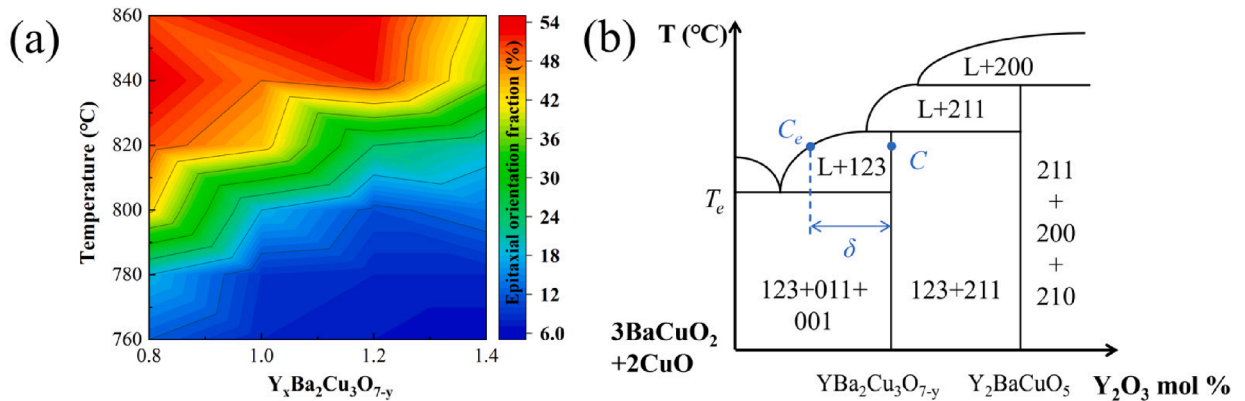 (a)
860
840
820
800
780
760
Temperature (℃)
0.8
1.0
1.2
1.4
YₓBa₂Cu₃O₇₋ᵧ
54
48
42
36
30
24
18
12
6.0
Epitaxial orientation fraction (%)
(b)
T (℃)
L+200
L+211
Cₑ
C
L+123
Tₑ
δ
211
+
200
+
210
123+011+
001
123+211
3BaCuO₂
+2CuO
YBa₂Cu₃O₇₋ᵧ
Y₂BaCuO₅
Y₂O₃ mol %